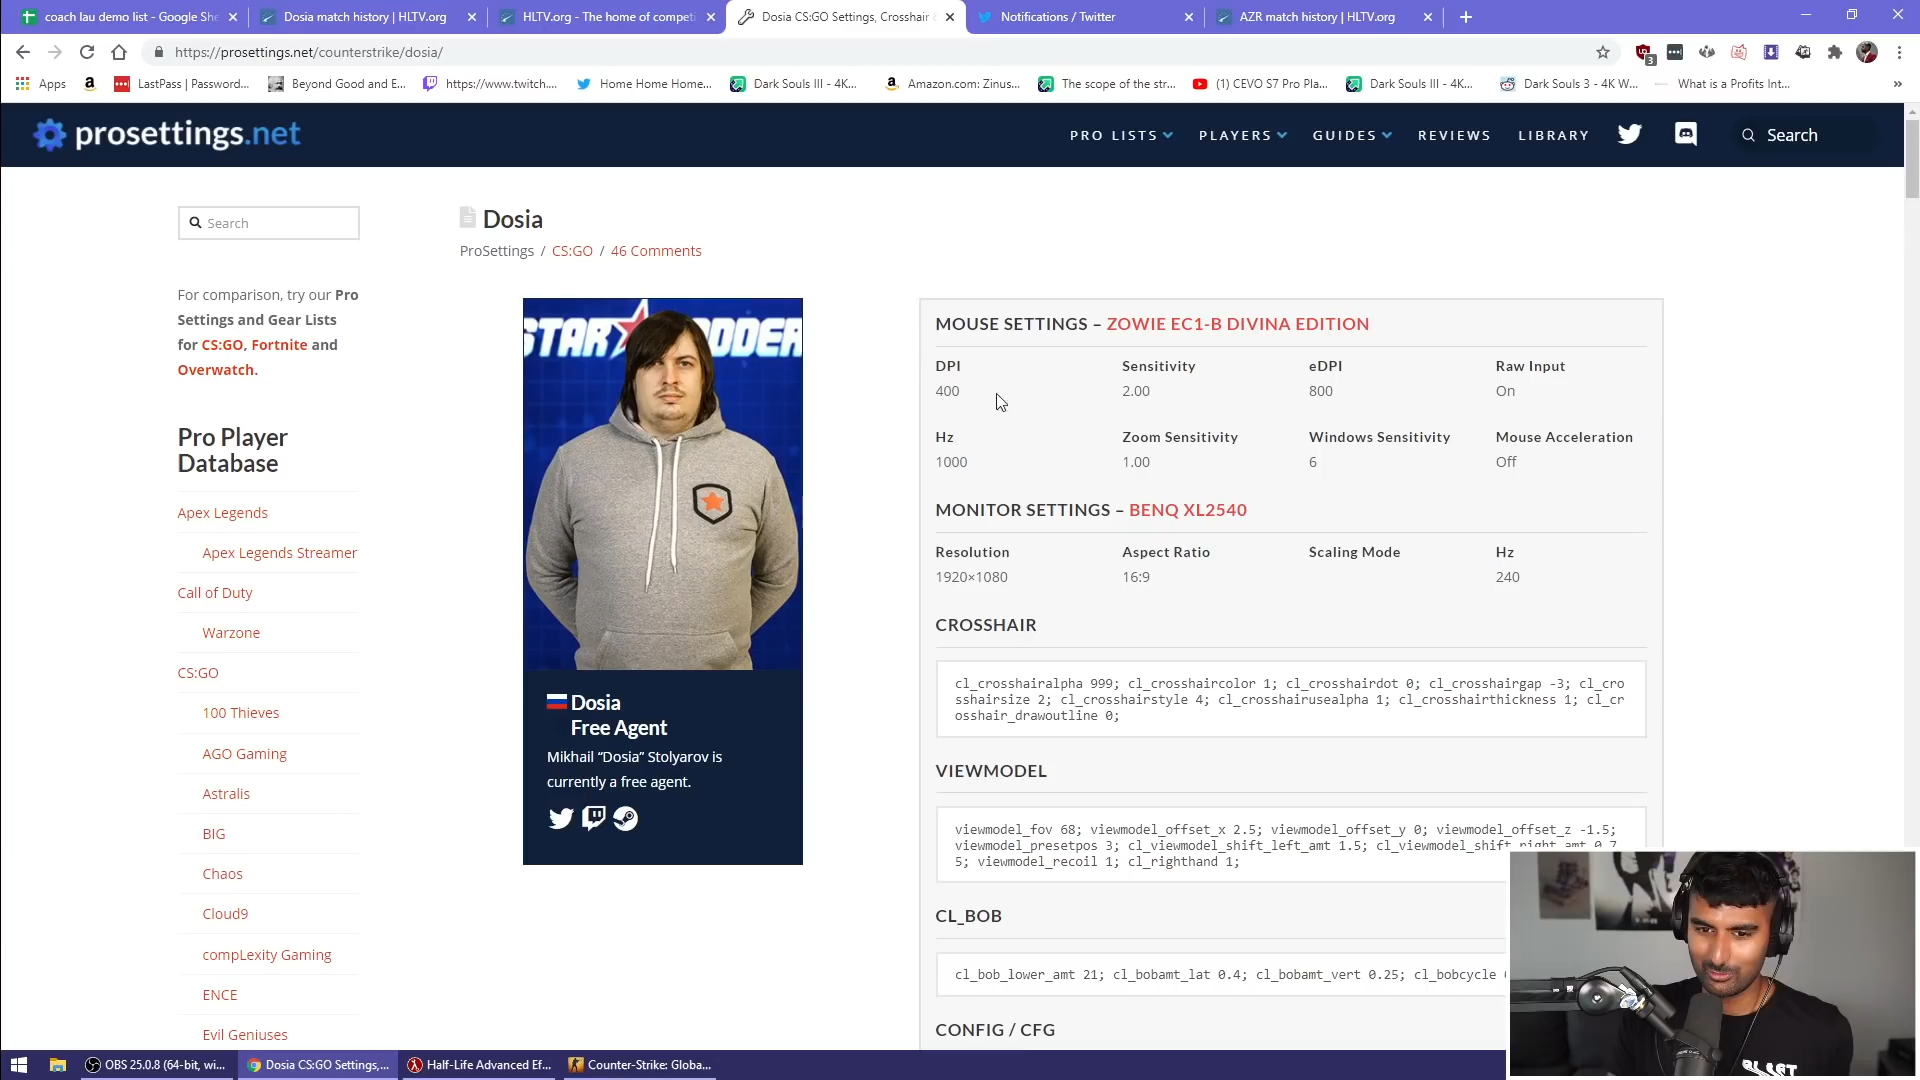 coach lau demo list - Google She
Dosia match history | HLTV.org
HLTV.org - The home of competi
Dosia CS:GO Settings, Crosshair
Notifications / Twitter
AZR match history | HLTV.org
https://prosettings.net/counterstrike/dosia/
3
Apps
LastPass | Password...
Beyond Good and E...
https://www.twitch....
Home Home Home...
Dark Souls III - 4K...
Amazon.com: Zinus...
The scope of the str...
(1) CEVO S7 Pro Pla...
Dark Souls III - 4K...
Dark Souls 3 - 4K W...
What is a Profits Int...
prosettings.net
PRO LISTS
PLAYERS
GUIDES
REVIEWS
LIBRARY
Search
Search
For comparison, try our Pro
Settings and Gear Lists
for CS:GO, Fortnite and
Overwatch.
Pro Player
Database
Apex Legends
Apex Legends Streamer
Call of Duty
Warzone
CS:GO
100 Thieves
AGO Gaming
Astralis
BIG
Chaos
Cloud9
compLexity Gaming
ENCE
Evil Geniuses
Dosia
ProSettings / CS:GO / 46 Comments
STAR LADDER
Dosia
Free Agent
Mikhail “Dosia” Stolyarov is
currently a free agent.
MOUSE SETTINGS – ZOWIE EC1-B DIVINA EDITION
DPI Sensitivity eDPI Raw Input
400 2.00 800 On
Hz Zoom Sensitivity Windows Sensitivity Mouse Acceleration
1000 1.00 6 Off
MONITOR SETTINGS – BENQ XL2540
Resolution Aspect Ratio Scaling Mode Hz
1920×1080 16:9 240
CROSSHAIR
cl_crosshairalpha 999; cl_crosshaircolor 1; cl_crosshairdot 0; cl_crosshairgap -3; cl_cro
sshairsize 2; cl_crosshairstyle 4; cl_crosshairusealpha 1; cl_crosshairthickness 1; cl_cr
osshair_drawoutline 0;
VIEWMODEL
viewmodel_fov 68; viewmodel_offset_x 2.5; viewmodel_offset_y 0; viewmodel_offset_z -1.5;
viewmodel_presetpos 3; cl_viewmodel_shift_left_amt 1.5; cl_viewmodel_shift_right_amt 0.7
5; viewmodel_recoil 1; cl_righthand 1;
CL_BOB
cl_bob_lower_amt 21; cl_bobamt_lat 0.4; cl_bobamt_vert 0.25; cl_bobcycle
CONFIG / CFG
OBS 25.0.8 (64-bit, wi...
Dosia CS:GO Settings,...
Half-Life Advanced Ef...
Counter-Strike: Globa...